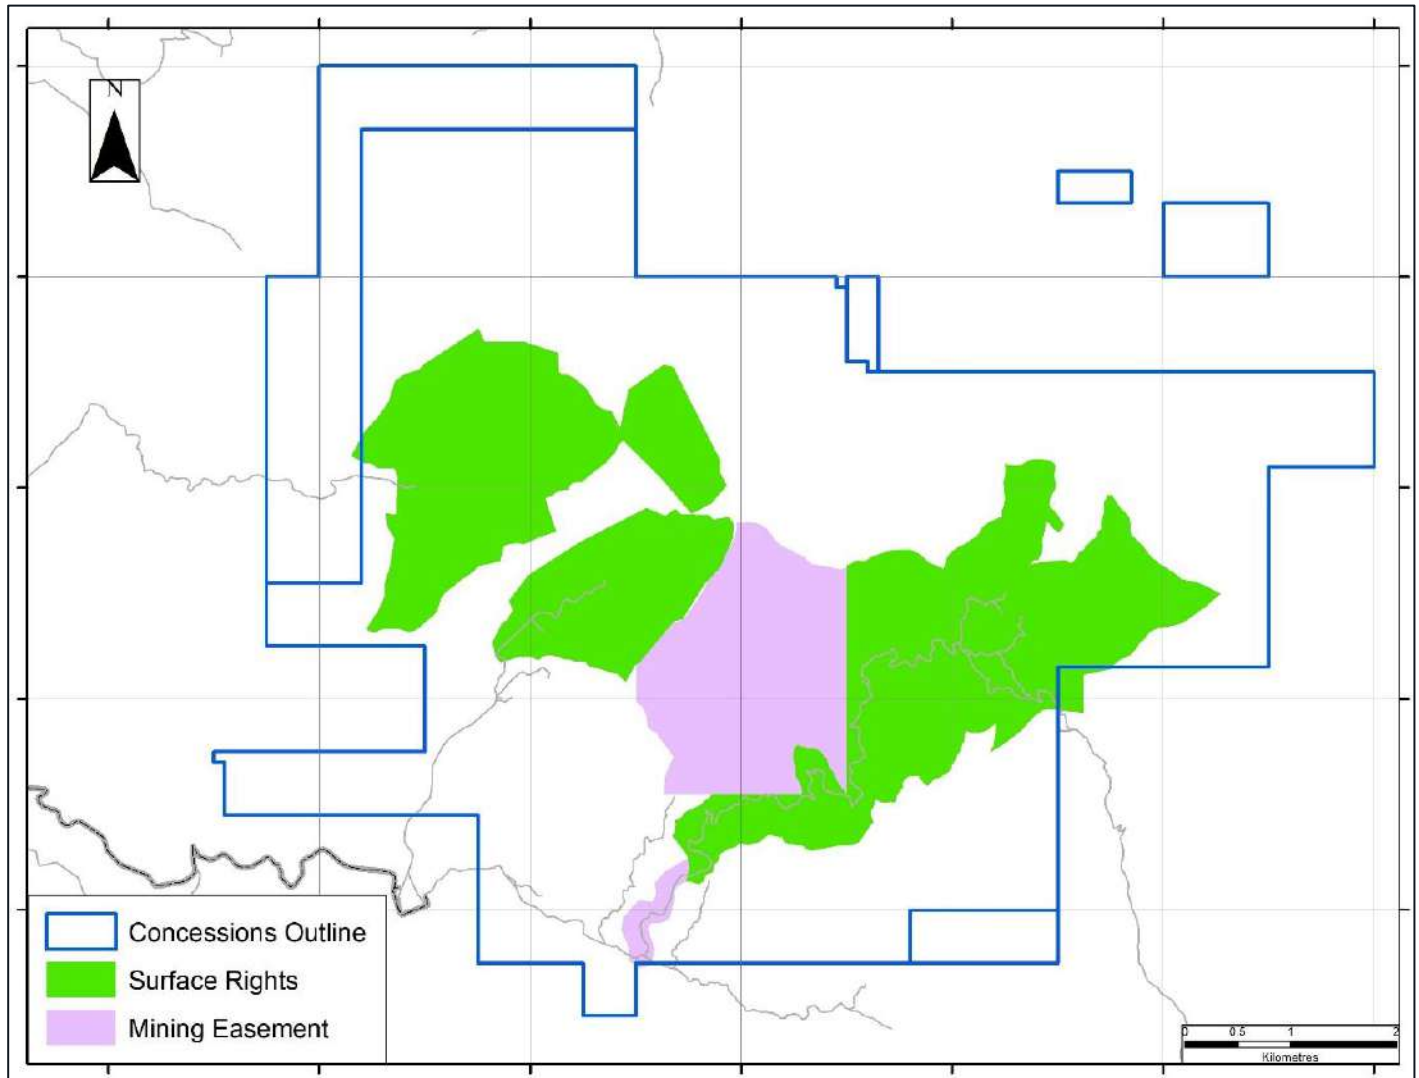 N
Concessions Outline
Surface Rights
Mining Easement
0 0.5 1 2
Kilometres